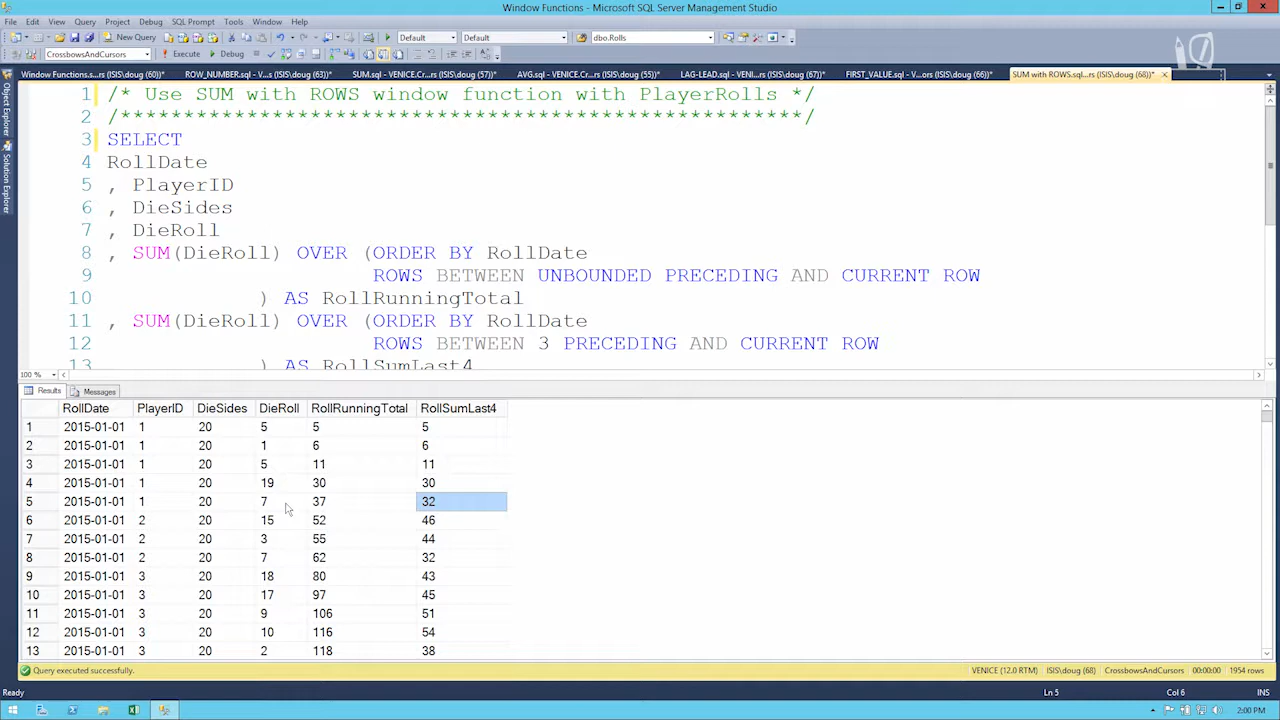 Window Functions - Microsoft SQL Server Management Studio
File Edit View Query Project Debug SQL Prompt Tools Window Help
New Query Default Default dbo.Rolls
CrossbowsAndCursors Execute Debug
Window Functions.s...rs (ISIS\doug (60))* ROW_NUMBER.sql - V...rs (ISIS\doug (63))* SUM.sql - VENICE.Cr...rs (ISIS\doug (57))* AVG.sql - VENICE.Cr...rs (ISIS\doug (55))* LAG-LEAD.sql - VENI...rs (ISIS\doug (67))* FIRST_VALUE.sql - V...ors (ISIS\doug (66))* SUM with ROWS.sql...rs (ISIS\doug (68))*
Object Explorer
Solution Explorer
1 /* Use SUM with ROWS window function with PlayerRolls */
2 /******************************************************/
3 SELECT
4 RollDate
5 , PlayerID
6 , DieSides
7 , DieRoll
8 , SUM(DieRoll) OVER (ORDER BY RollDate
9 ROWS BETWEEN UNBOUNDED PRECEDING AND CURRENT ROW
10 ) AS RollRunningTotal
11 , SUM(DieRoll) OVER (ORDER BY RollDate
12 ROWS BETWEEN 3 PRECEDING AND CURRENT ROW
13 ) AS RollSumLast4
100 %
Results Messages
RollDate PlayerID DieSides DieRoll RollRunningTotal RollSumLast4
1 2015-01-01 1 20 5 5 5
2 2015-01-01 1 20 1 6 6
3 2015-01-01 1 20 5 11 11
4 2015-01-01 1 20 19 30 30
5 2015-01-01 1 20 7 37 32
6 2015-01-01 2 20 15 52 46
7 2015-01-01 2 20 3 55 44
8 2015-01-01 2 20 7 62 32
9 2015-01-01 3 20 18 80 43
10 2015-01-01 3 20 17 97 45
11 2015-01-01 3 20 9 106 51
12 2015-01-01 3 20 10 116 54
13 2015-01-01 3 20 2 118 38
Query executed successfully. VENICE (12.0 RTM) ISIS\doug (68) CrossbowsAndCursors 00:00:00 1954 rows
Ready Ln 5 Col 6 INS
2:00 PM